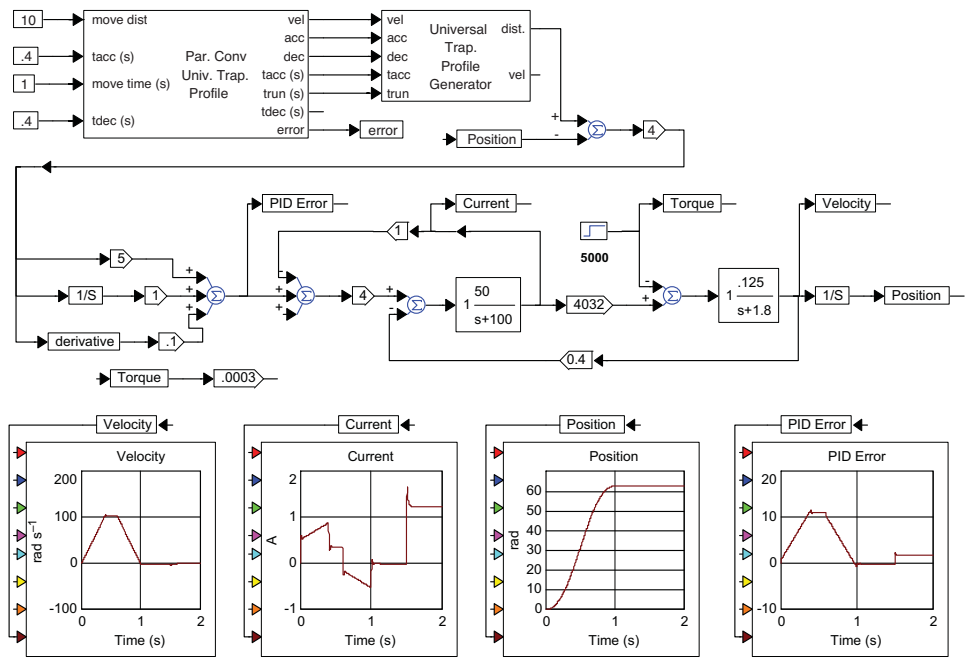 10
.4
1
.4
move dist
tacc (s)
move time (s)
tdec (s)
Par. Conv
Univ. Trap.
Profile
vel
acc
dec
tacc (s)
trun (s)
tdec (s)
error
error
vel
acc
dec
tacc
trun
Universal
Trap.
Profile
Generator
dist.
vel
Position
+
-
Σ
4
PID Error
Current
Torque
Velocity
5
1/S
1
derivative
.1
+
+
+
Σ
1
-
+
+
Σ
4
+
-
Σ
1
50
s+100
4032
5000
-
+
Σ
1
.125
s+1.8
1/S
Position
0.4
Torque
.0003
Velocity
Current
Position
PID Error
Velocity
rad s⁻¹
200
100
0
-100
0
1
2
Time (s)
Current
A
2
1
0
-1
0
1
2
Time (s)
Position
rad
60
50
40
30
20
10
0
0
1
2
Time (s)
PID Error
20
10
0
-10
0
1
2
Time (s)